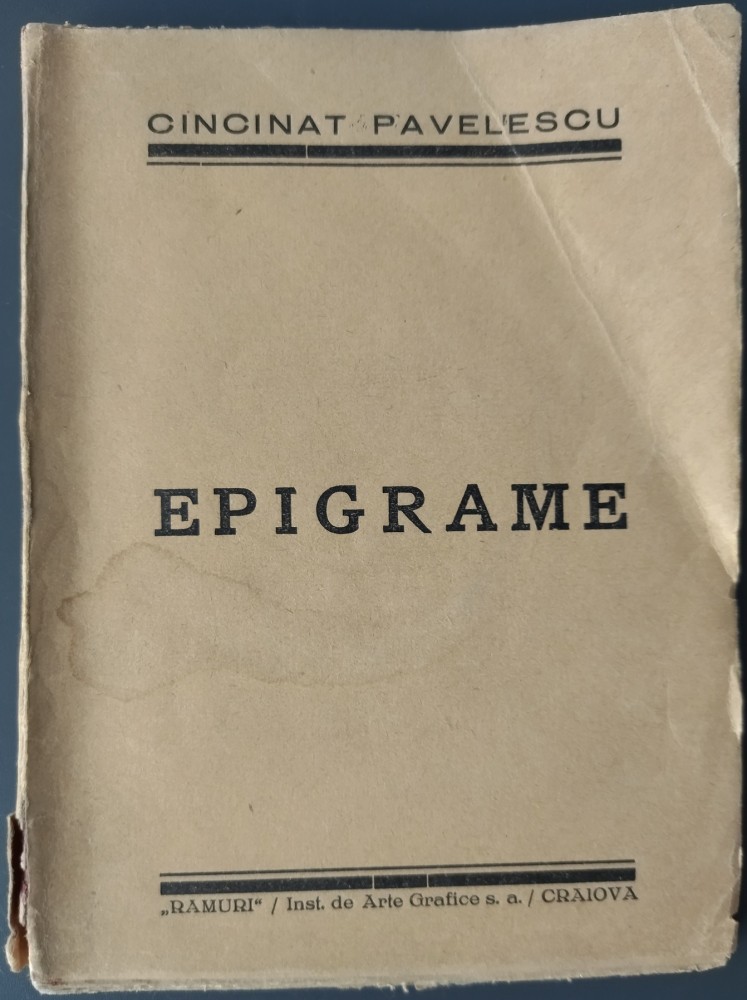 CINCINAT PAVELESCU
EPIGRAME
„RAMURI“ / Inst. de Arte Grafice s. a. / CRAIOVA